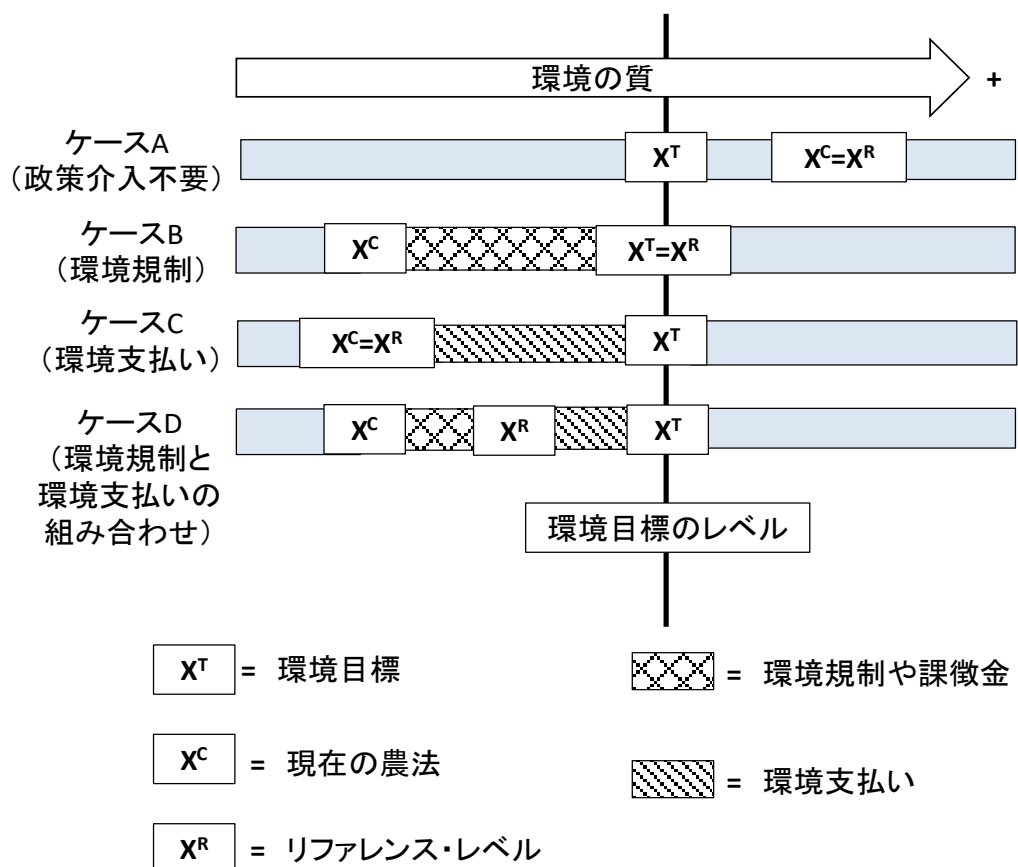 環境の質
+
ケースA
（政策介入不要）
X^T
X^C=X^R
ケースB
（環境規制）
X^C
X^T=X^R
ケースC
（環境支払い）
X^C=X^R
X^T
ケースD
（環境規制と
環境支払いの
組み合わせ）
X^C
X^R
X^T
環境目標のレベル
X^T = 環境目標
= 環境規制や課徴金
X^C = 現在の農法
= 環境支払い
X^R = リファレンス・レベル